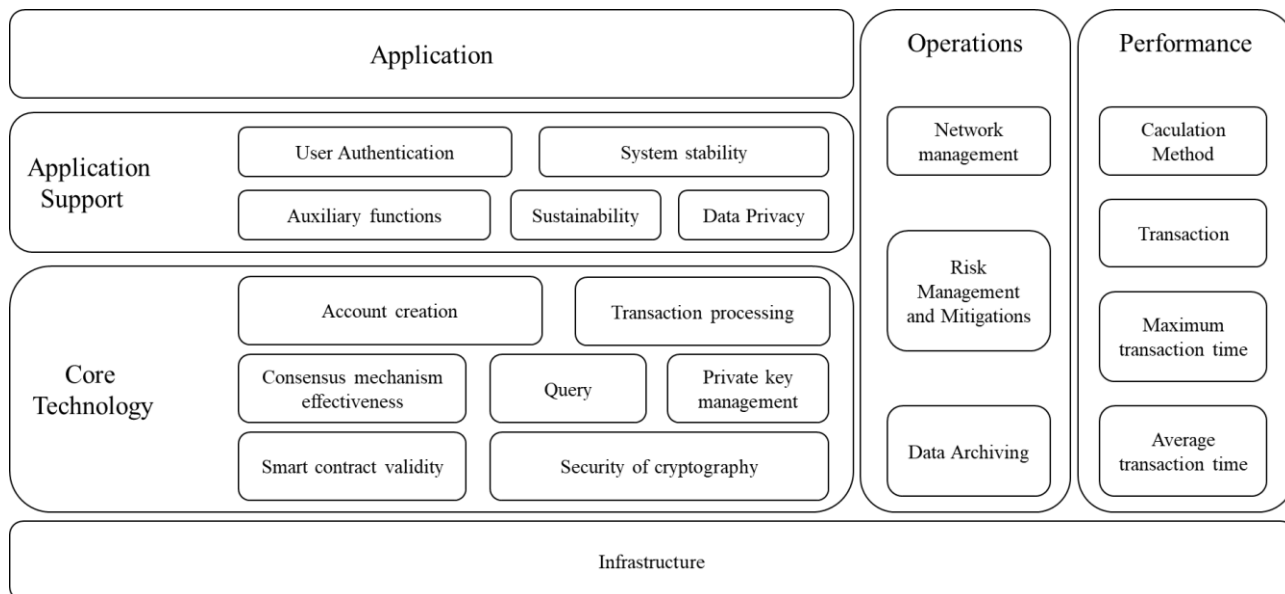 Application
Application
Support
User Authentication
System stability
Auxiliary functions
Sustainability
Data Privacy
Core
Technology
Account creation
Transaction processing
Consensus mechanism
effectiveness
Query
Private key
management
Smart contract validity
Security of cryptography
Operations
Network
management
Risk
Management
and Mitigations
Data Archiving
Performance
Caculation
Method
Transaction
Maximum
transaction time
Average
transaction time
Infrastructure